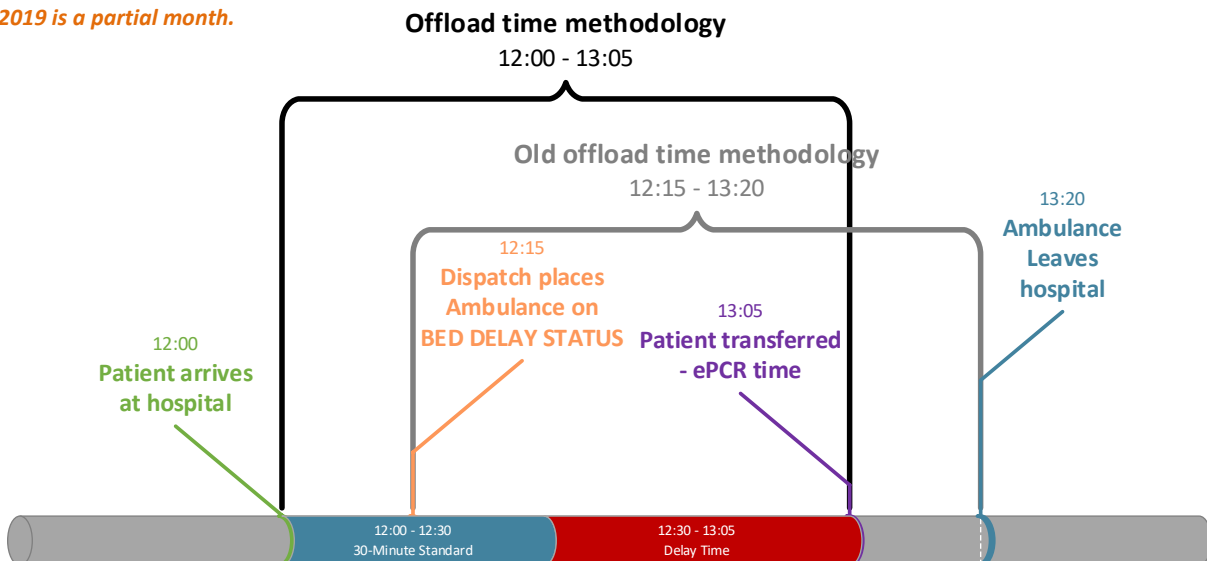 2019 is a partial month.
Offload time methodology
12:00 - 13:05
Old offload time methodology
12:15 - 13:20
13:20
Ambulance
Leaves
hospital
12:15
Dispatch places
Ambulance on
BED DELAY STATUS
13:05
Patient transferred
- ePCR time
12:00
Patient arrives
at hospital
12:00 - 12:30
30-Minute Standard
12:30 - 13:05
Delay Time